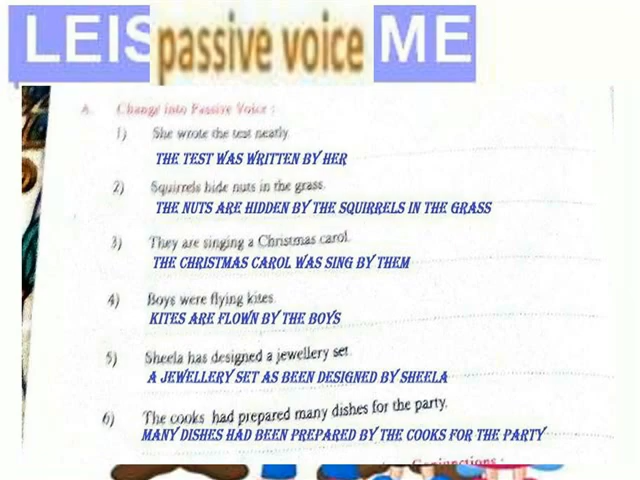 LEIS passive voice ME
A. Change into Passive Voice :
1) She wrote the test neatly.
THE TEST WAS WRITTEN BY HER
2) Squirrels hide nuts in the grass.
THE NUTS ARE HIDDEN BY THE SQUIRRELS IN THE GRASS
3) They are singing a Christmas carol.
THE CHRISTMAS CAROL WAS SING BY THEM
4) Boys were flying kites.
KITES ARE FLOWN BY THE BOYS
5) Sheela has designed a jewellery set.
A JEWELLERY SET AS BEEN DESIGNED BY SHEELA
6) The cooks had prepared many dishes for the party.
MANY DISHES HAD BEEN PREPARED BY THE COOKS FOR THE PARTY
Conjunctions :